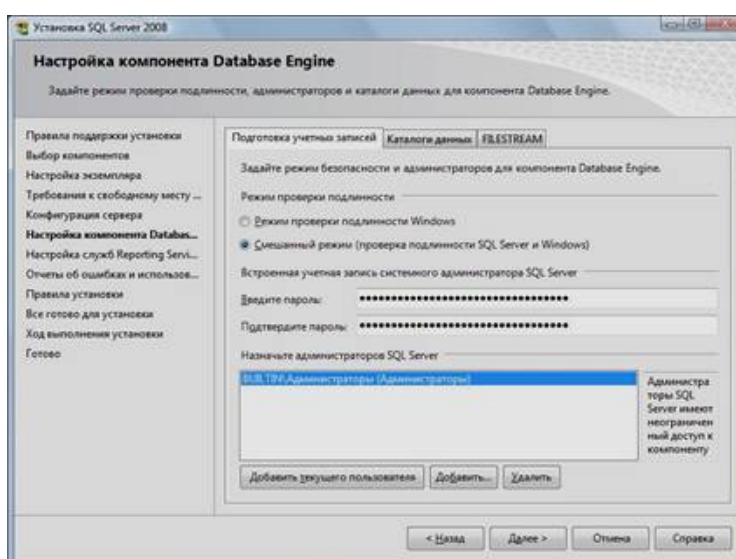 Установка SQL Server 2008
Настройка компонента Database Engine
Задайте режим проверки подлинности, администраторов и каталоги данных для компонента Database Engine.
Правила поддержки установки
Выбор компонентов
Настройка экземпляра
Требования к свободному месту ...
Конфигурация сервера
Настройка компонента Databas...
Настройка служб Reporting Servi...
Отчеты об ошибках и использов...
Правила установки
Все готово для установки
Ход выполнения установки
Готово
Подготовка учетных записей
Каталоги данных
FILESTREAM
Задайте режим безопасности и администраторов для компонента Database Engine.
Режим проверки подлинности
Режим проверки подлинности Windows
Смешанный режим (проверка подлинности SQL Server и Windows)
Встроенная учетная запись системного администратора SQL Server
Введите пароль:
Подтвердите пароль:
Назначьте администраторов SQL Server
BUILTIN\Администраторы (Администраторы)
Администра
торы SQL
Server имеют
неограничен
ный доступ к
компоненту
Добавить текущего пользователя
Добавить...
Удалить
< Назад
Далее >
Отмена
Справка